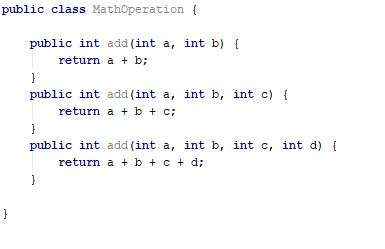 public class MathOperation {
public int add(int a, int b) {
return a + b;
}
public int add(int a, int b, int c) {
return a + b + c;
}
public int add(int a, int b, int c, int d) {
return a + b + c + d;
}
}